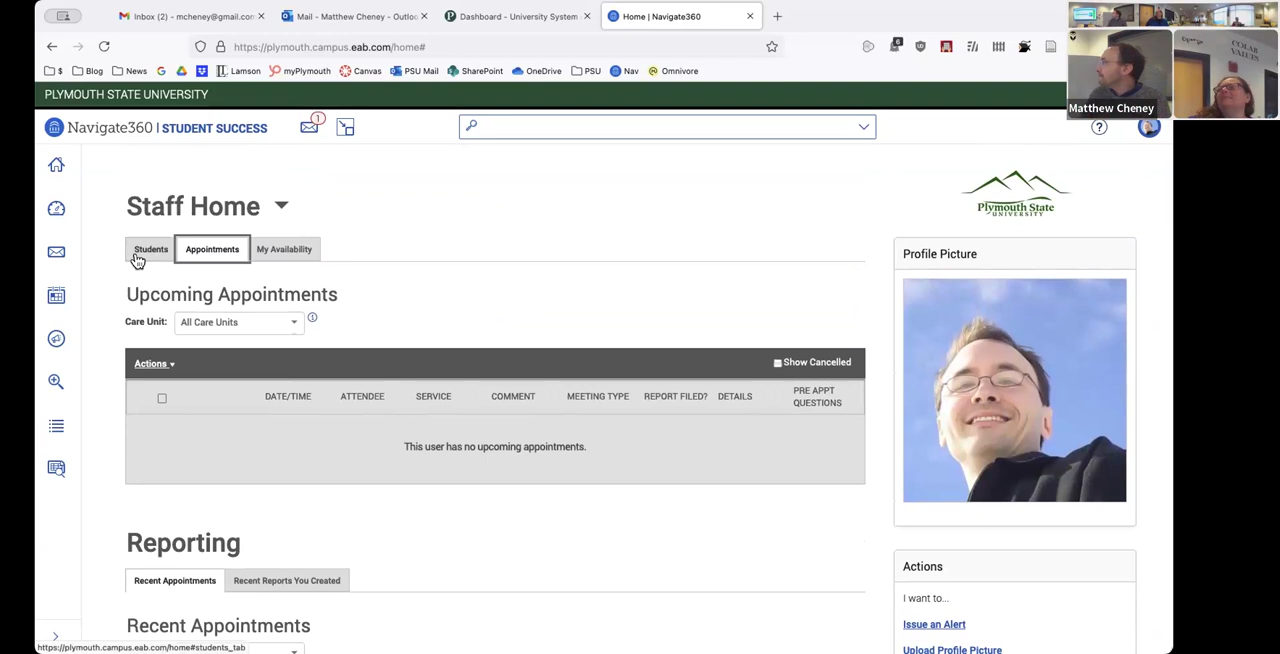 Inbox (2) - mcheney@gmail.com
Mail - Matthew Cheney - Outloo
Dashboard - University System
Home | Navigate360
https://plymouth.campus.eab.com/home#
6
$ Blog News Lamson myPlymouth Canvas PSU Mail SharePoint OneDrive PSU Nav Omnivore
Matthew Cheney
COLAB
VALUES
PLYMOUTH STATE UNIVERSITY
Navigate360 | STUDENT SUCCESS
1
?
Staff Home
Plymouth State
UNIVERSITY
Students Appointments My Availability
Profile Picture
Upcoming Appointments
Care Unit: All Care Units
Actions Show Cancelled
DATE/TIME ATTENDEE SERVICE COMMENT MEETING TYPE REPORT FILED? DETAILS PRE APPT
QUESTIONS
This user has no upcoming appointments.
Reporting
Recent Appointments Recent Reports You Created
Recent Appointments
Actions
I want to...
Issue an Alert
Upload Profile Picture
https://plymouth.campus.eab.com/home#students_tab